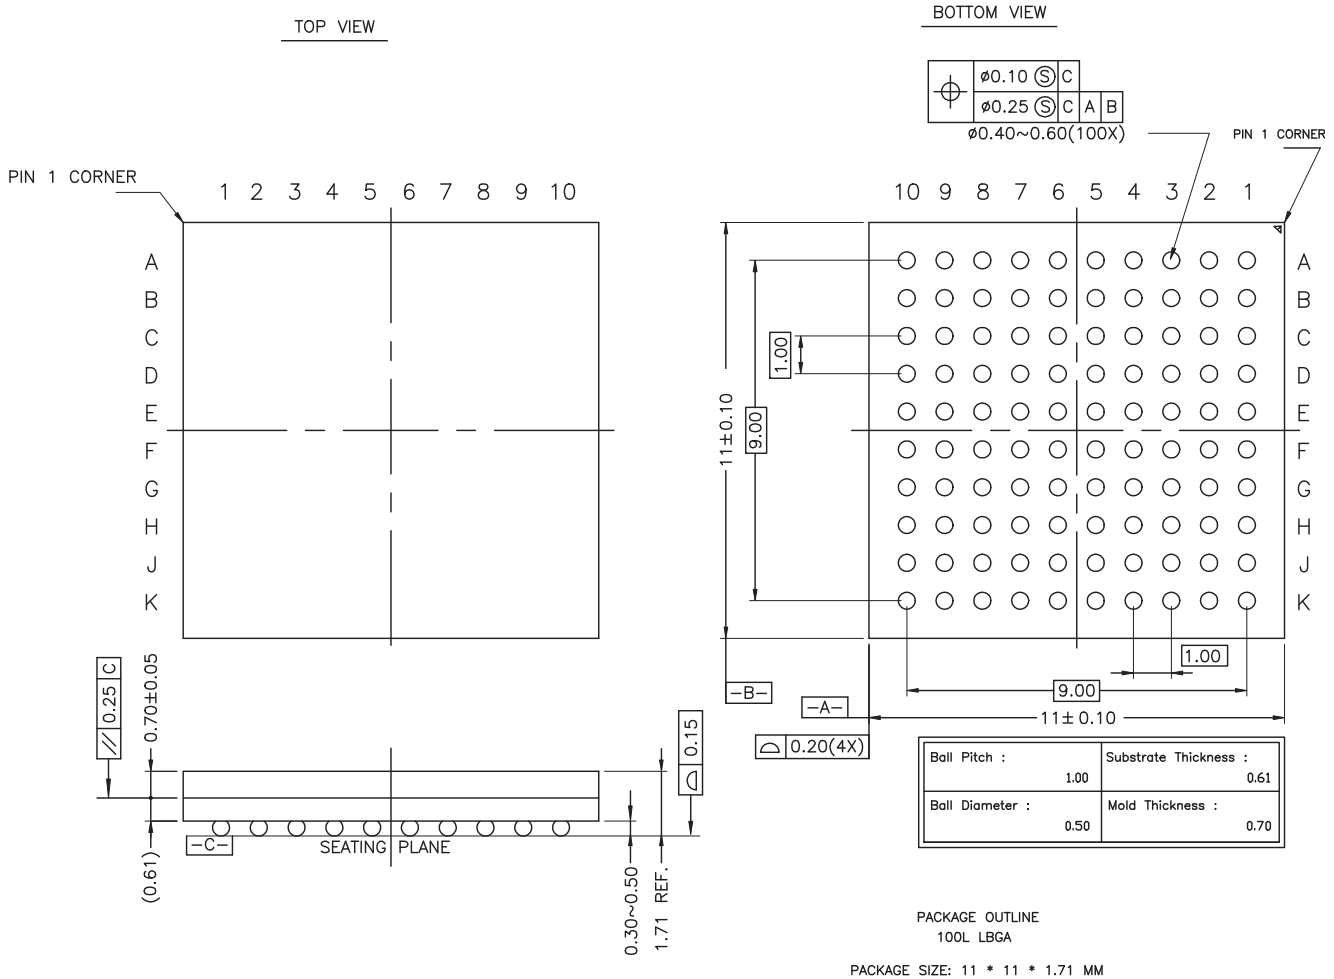 TOP VIEW
BOTTOM VIEW
⌀0.10 Ⓢ C
⌀0.25 Ⓢ C A B
⌀0.40~0.60(100X)
PIN 1 CORNER
PIN 1 CORNER
1 2 3 4 5 6 7 8 9 10
10 9 8 7 6 5 4 3 2 1
A
B
C
D
E
F
G
H
J
K
A
B
C
D
E
F
G
H
J
K
1.00
9.00
11±0.10
1.00
9.00
11±0.10
-B-
-A-
0.20(4X)
// 0.25 C
0.70±0.05
(0.61)
-C-
SEATING PLANE
0.30~0.50
1.71 REF.
0.15
Ball Pitch : 1.00
Substrate Thickness : 0.61
Ball Diameter : 0.50
Mold Thickness : 0.70
PACKAGE OUTLINE
100L LBGA
PACKAGE SIZE: 11 * 11 * 1.71 MM